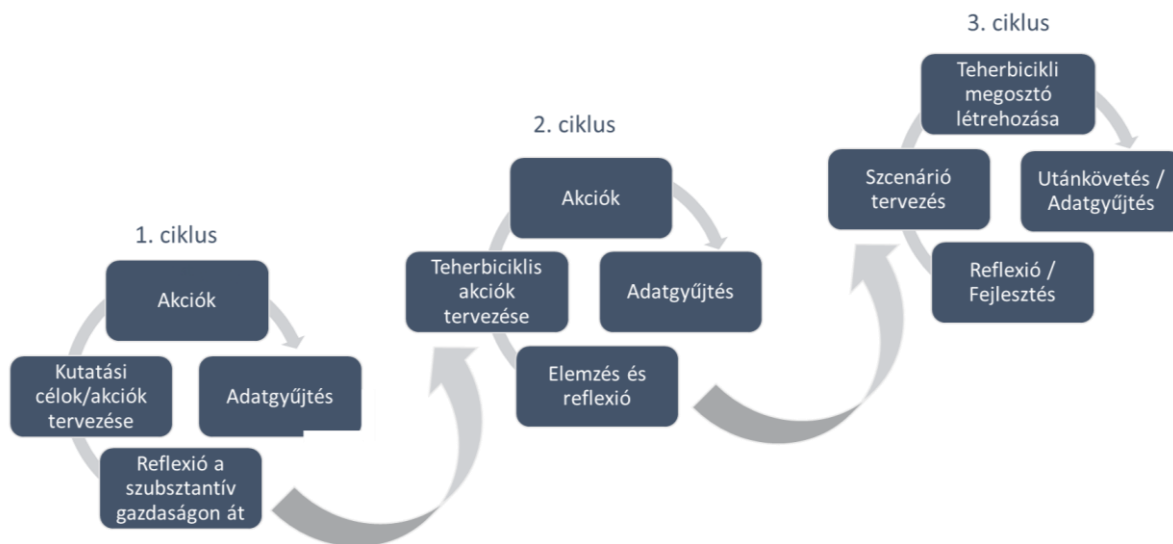 1. ciklus
Akciók
Kutatási
célok/akciók
tervezése
Adatgyűjtés
Reflexió a
szubsztantív
gazdaságon át
2. ciklus
Akciók
Teherbiciklis
akciók
tervezése
Adatgyűjtés
Elemzés és
reflexió
3. ciklus
Teherbicikli
megosztó
létrehozása
Szcenárió
tervezés
Utánkövetés /
Adatgyűjtés
Reflexió /
Fejlesztés